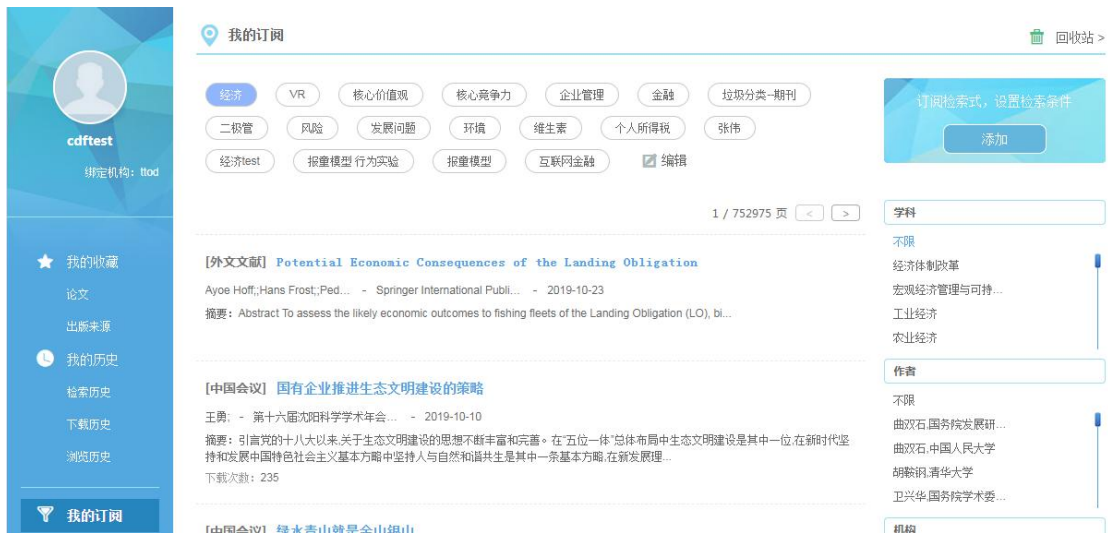 cdftest
绑定机构：ttod
我的收藏
论文
出版来源
我的历史
检索历史
下载历史
浏览历史
我的订阅
我的订阅
回收站 >
经济 VR 核心价值观 核心竞争力 企业管理 金融 垃圾分类--期刊
二极管 风险 发展问题 环境 维生素 个人所得税 张伟
经济test 报童模型 行为实验 报童模型 互联网金融 编辑
1 / 752975 页 < >
[外文文献] Potential Economic Consequences of the Landing Obligation
Ayoe Hoff;;Hans Frost;;Ped... - Springer International Publi... - 2019-10-23
摘要：Abstract To assess the likely economic outcomes to fishing fleets of the Landing Obligation (LO), bi...
[中国会议] 国有企业推进生态文明建设的策略
王勇; - 第十六届沈阳科学学术年会... - 2019-10-10
摘要：引言党的十八大以来,关于生态文明建设的思想不断丰富和完善。在"五位一体"总体布局中生态文明建设是其中一位,在新时代坚
持和发展中国特色社会主义基本方略中坚持人与自然和谐共生是其中一条基本方略,在新发展理...
下载次数：235
[中国会议] 绿水青山就是金山银山
订阅检索式，设置检索条件
添加
学科
不限
经济体制改革
宏观经济管理与可持...
工业经济
农业经济
作者
不限
曲双石,国务院发展研...
曲双石,中国人民大学
胡鞍钢,清华大学
卫兴华,国务院学术委...
机构